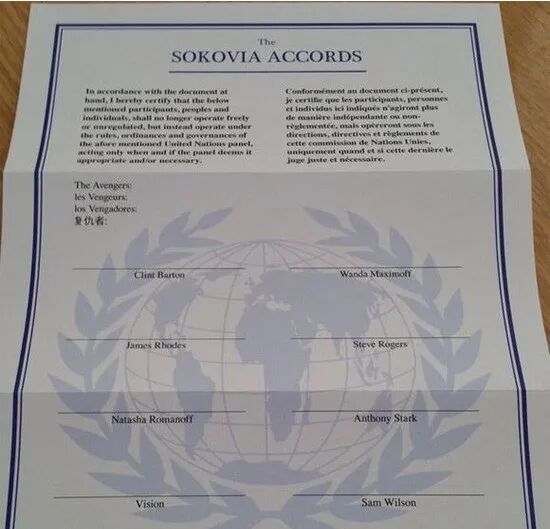 The
SOKOVIA ACCORDS
In accordance with the document at
hand, I hereby certify that the below
mentioned participants, peoples and
individuals, shall no longer operate freely
or unregulated, but instead operate under
the rules, ordinances and governances of
the afore mentioned United Nations panel,
acting only when and if the panel deems it
appropriate and/or necessary.
Conformément au document ci-présent,
je certifie que les participants, personnes
et individus ici indiqués n'agiront plus
de manière indépendante ou non-
réglementée, mais opèreront sous les
directions, directives et règlements de
cette commission de Nations Unies,
uniquement quand et si cette dernière le
juge juste et nécessaire.
The Avengers:
les Vengeurs:
los Vengadores:
复仇者:
Clint Barton
Wanda Maximoff
James Rhodes
Steve Rogers
Natasha Romanoff
Anthony Stark
Vision
Sam Wilson